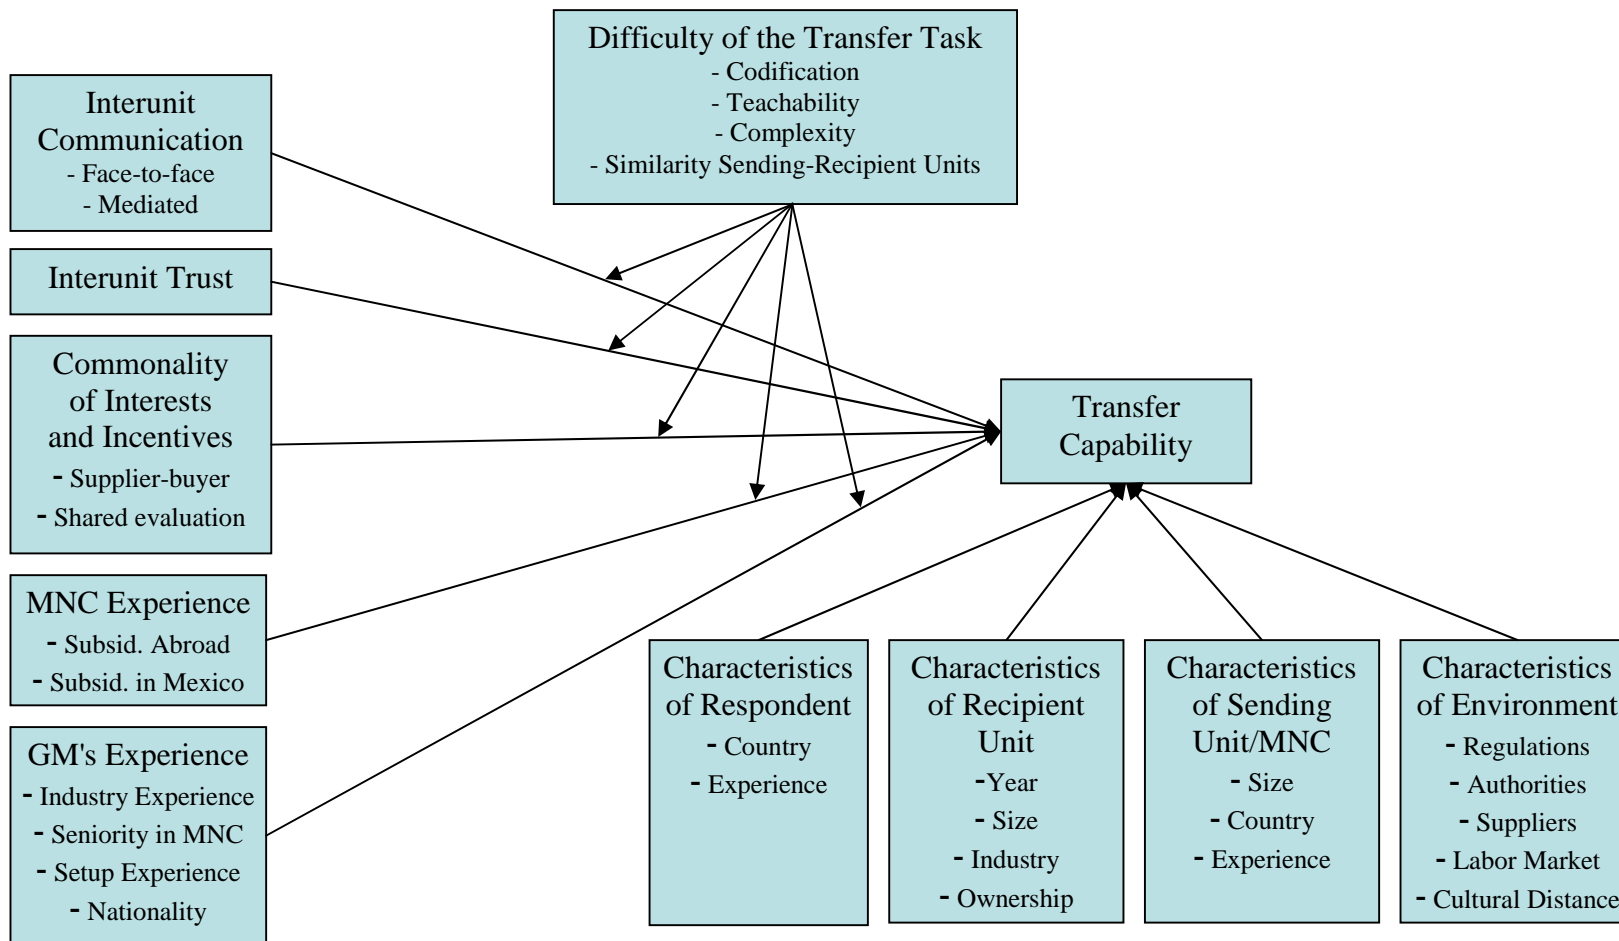 Difficulty of the Transfer Task
- Codification
- Teachability
- Complexity
- Similarity Sending-Recipient Units
Interunit
Communication
- Face-to-face
- Mediated
Interunit Trust
Commonality
of Interests
and Incentives
- Supplier-buyer
- Shared evaluation
MNC Experience
- Subsid. Abroad
- Subsid. in Mexico
GM's Experience
- Industry Experience
- Seniority in MNC
- Setup Experience
- Nationality
Transfer
Capability
Characteristics
of Respondent
- Country
- Experience
Characteristics
of Recipient
Unit
-Year
- Size
- Industry
- Ownership
Characteristics
of Sending
Unit/MNC
- Size
- Country
- Experience
Characteristics
of Environment
- Regulations
- Authorities
- Suppliers
- Labor Market
- Cultural Distance